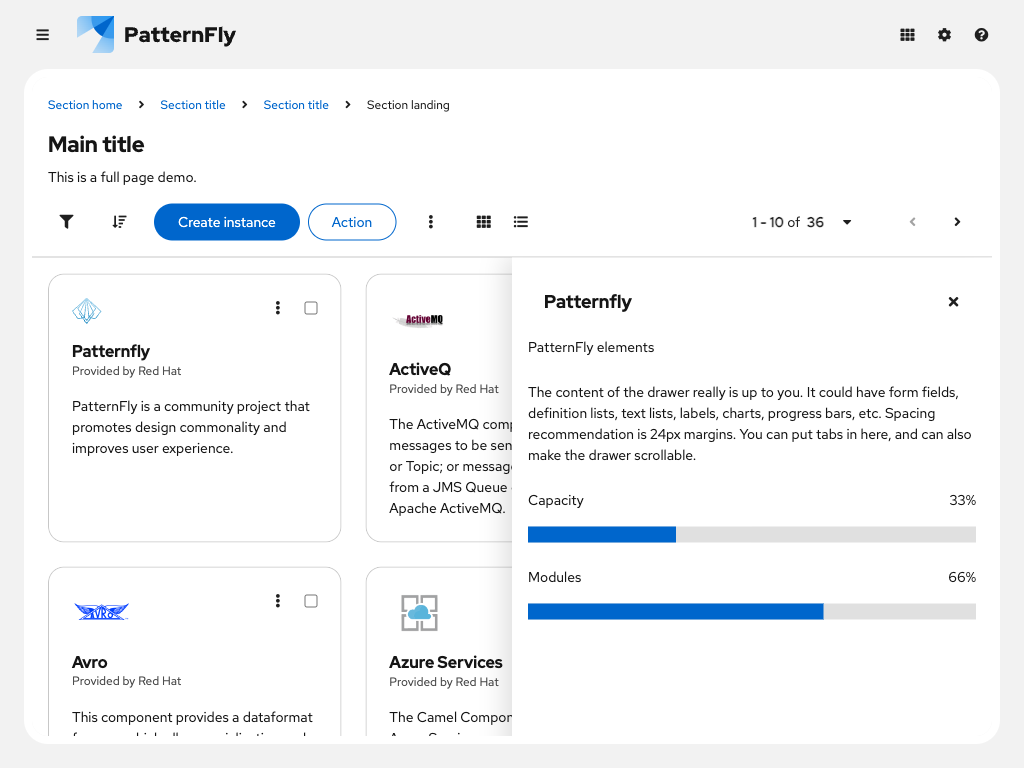 PatternFly
Section home
Section title
Section title
Section landing
Main title
This is a full page demo.
Create instance
Action
1 - 10 of 36
Patternfly
Provided by Red Hat
PatternFly is a community project that
promotes design commonality and
improves user experience.
ActiveMQ
ActiveQ
Provided by Red Hat
The ActiveMQ
messages to be
or Topic; or
from a JMS Queue
Apache ActiveMQ.
AVRO
Avro
Provided by Red Hat
This component provides a dataformat
Azure Services
Provided by Red Hat
The Camel
Patternfly
PatternFly elements
The content of the drawer really is up to you. It could have form fields,
definition lists, text lists, labels, charts, progress bars, etc. Spacing
recommendation is 24px margins. You can put tabs in here, and can also
make the drawer scrollable.
Capacity
33%
Modules
66%